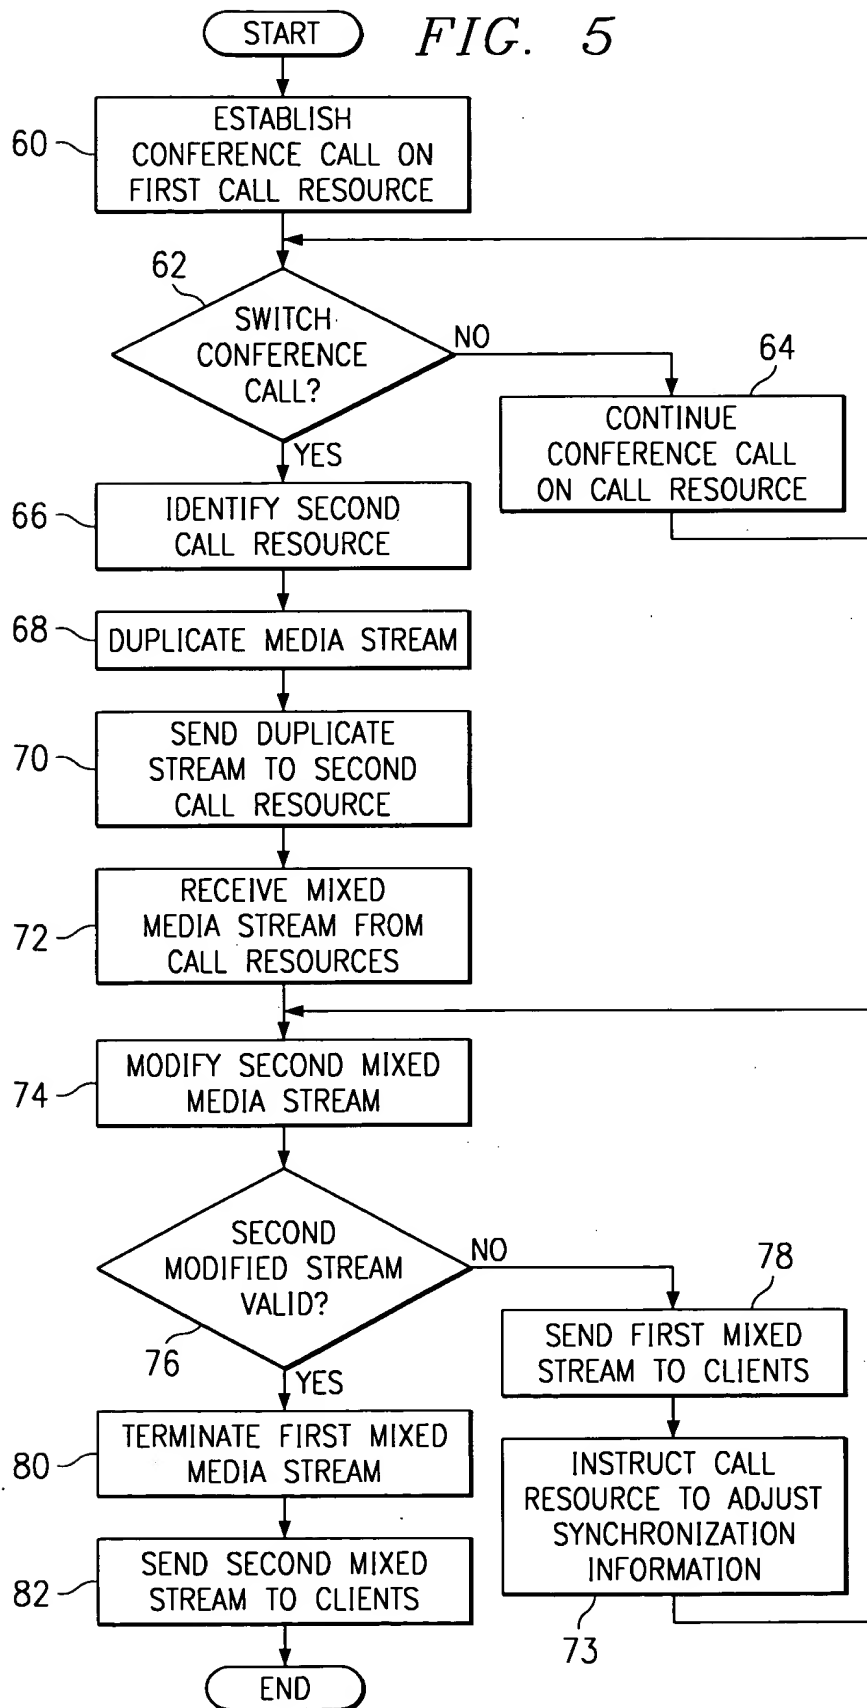 START
FIG. 5
60
ESTABLISH
CONFERENCE CALL ON
FIRST CALL RESOURCE
62
SWITCH
CONFERENCE
CALL?
NO
YES
64
CONTINUE
CONFERENCE CALL
ON CALL RESOURCE
66
IDENTIFY SECOND
CALL RESOURCE
68
DUPLICATE MEDIA STREAM
70
SEND DUPLICATE
STREAM TO SECOND
CALL RESOURCE
72
RECEIVE MIXED
MEDIA STREAM FROM
CALL RESOURCES
74
MODIFY SECOND MIXED
MEDIA STREAM
SECOND
MODIFIED STREAM
VALID?
76
NO
YES
78
SEND FIRST MIXED
STREAM TO CLIENTS
INSTRUCT CALL
RESOURCE TO ADJUST
SYNCHRONIZATION
INFORMATION
73
80
TERMINATE FIRST MIXED
MEDIA STREAM
82
SEND SECOND MIXED
STREAM TO CLIENTS
END